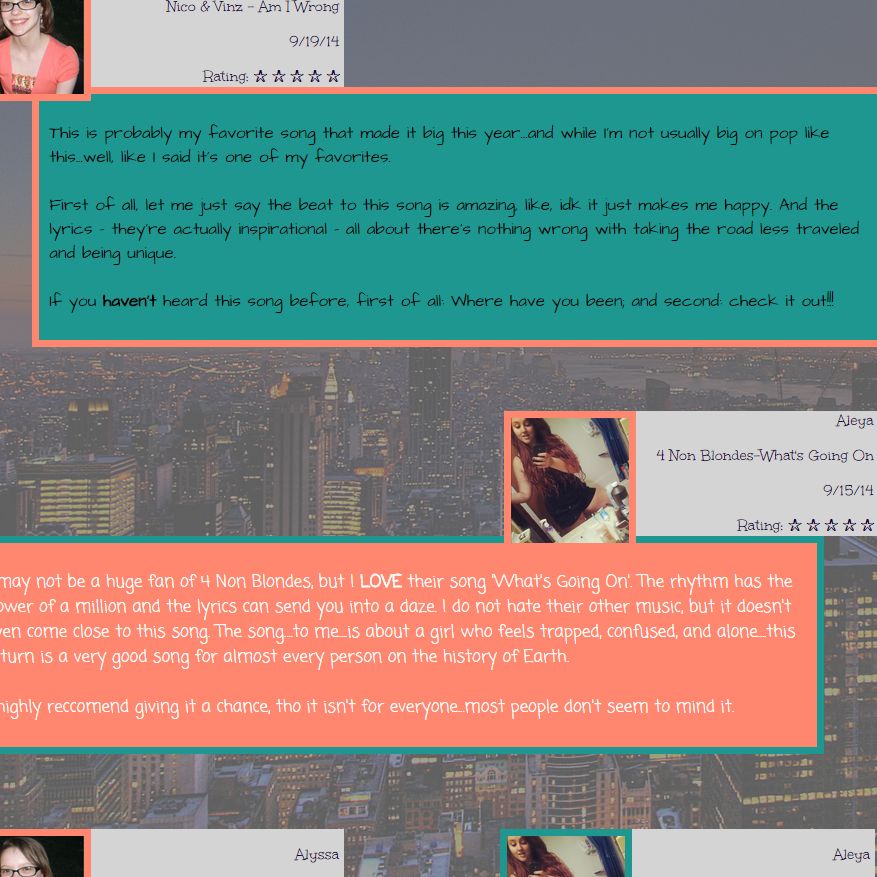 Nico & Vinz - Am I Wrong
9/19/14
Rating: ☆ ☆ ☆ ☆ ☆
This is probably my favorite song that made it big this year...and while I'm not usually big on pop like
this...well, like I said it's one of my favorites.
First of all, let me just say the beat to this song is amazing, like, idk it just makes me happy. And the
lyrics - they're actually inspirational - all about there's nothing wrong with taking the road less traveled
and being unique.
If you haven't heard this song before, first of all: Where have you been; and second: check it out!!!
Aleya
4 Non Blondes-What's Going On
9/15/14
Rating: ☆ ☆ ☆ ☆ ☆
may not be a huge fan of 4 Non Blondes, but I LOVE their song 'What's Going On'. The rhythm has the
ower of a million and the lyrics can send you into a daze. I do not hate their other music, but it doesn't
ven come close to this song. The song...to me...is about a girl who feels trapped, confused, and alone...this
turn is a very good song for almost every person on the history of Earth.
highly reccomend giving it a chance, tho it isn't for everyone...most people don't seem to mind it.
Alyssa
Aleya